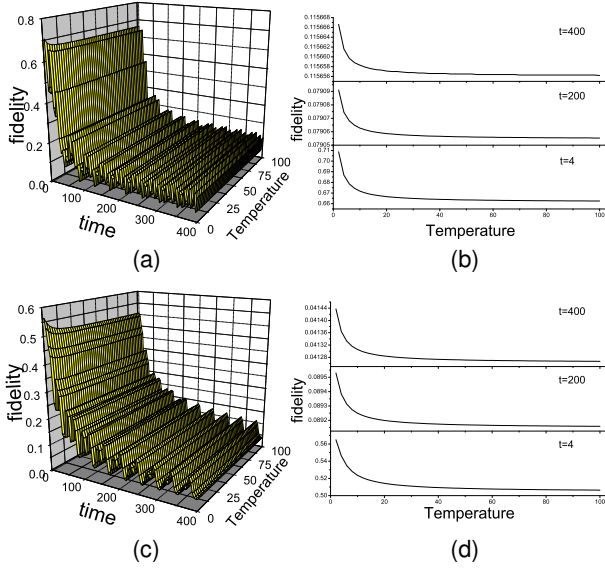 0.8
0.6
0.4
0.2
0.0
fidelity
0
100
200
300
400
time
0
25
50
75
100
Temperature
(a)
0.115668
0.115666
0.115664
0.115662
0.115660
0.115658
0.115656
t=400
0.07909
0.07908
0.07906
0.07905
t=200
0.71
0.70
0.69
0.68
0.67
0.66
t=4
fidelity
0 20 40 60 80 100
Temperature
(b)
0.6
0.5
0.4
0.3
0.2
0.1
0.0
fidelity
0
100
200
300
400
time
0
25
50
75
100
Temperature
(c)
0.04144
0.04140
0.04136
0.04132
0.04128
t=400
0.0895
0.0894
0.0893
0.0892
t=200
0.56
0.54
0.52
0.50
t=4
fidelity
0 20 40 60 80 100
Temperature
(d)